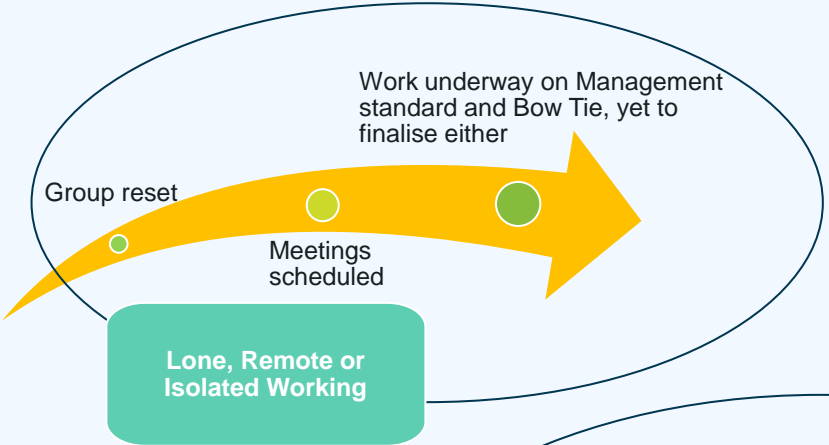 Work underway on Management
standard and Bow Tie, yet to
finalise either
Group reset
Meetings
scheduled
Lone, Remote or
Isolated Working